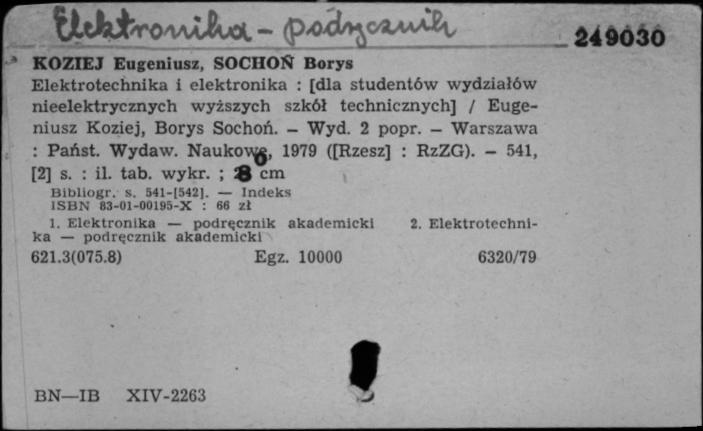 Elektronika - podręcznik
249030
KOZIEJ Eugeniusz, SOCHOŃ Borys
Elektrotechnika i elektronika : [dla studentów wydziałów
nieelektrycznych wyższych szkół technicznych] / Euge-
niusz Koziej, Borys Sochoń. — Wyd. 2 popr. — Warszawa
: Państ. Wydaw. Naukowe, 1979 ([Rzesz] : RzZG). — 541,
[2] s. : il. tab. wykr. ; cm
Bibliogr. s. 541-[542]. — Indeks
ISBN 83-01-00195-X : 66 zł
1. Elektronika — podręcznik akademicki 2. Elektrotechni-
ka — podręcznik akademicki
621.3(075.8) Egz. 10000 6320/79
BN—IB XIV-2263